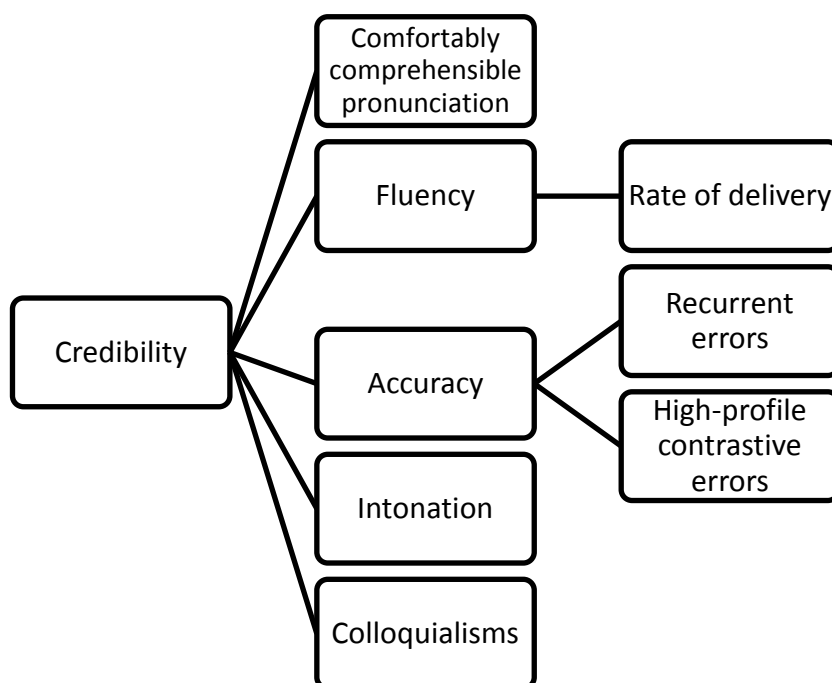 Comfortably
comprehensible
pronunciation
Fluency
Rate of delivery
Recurrent
errors
Credibility
Accuracy
High-profile
contrastive
errors
Intonation
Colloquialisms